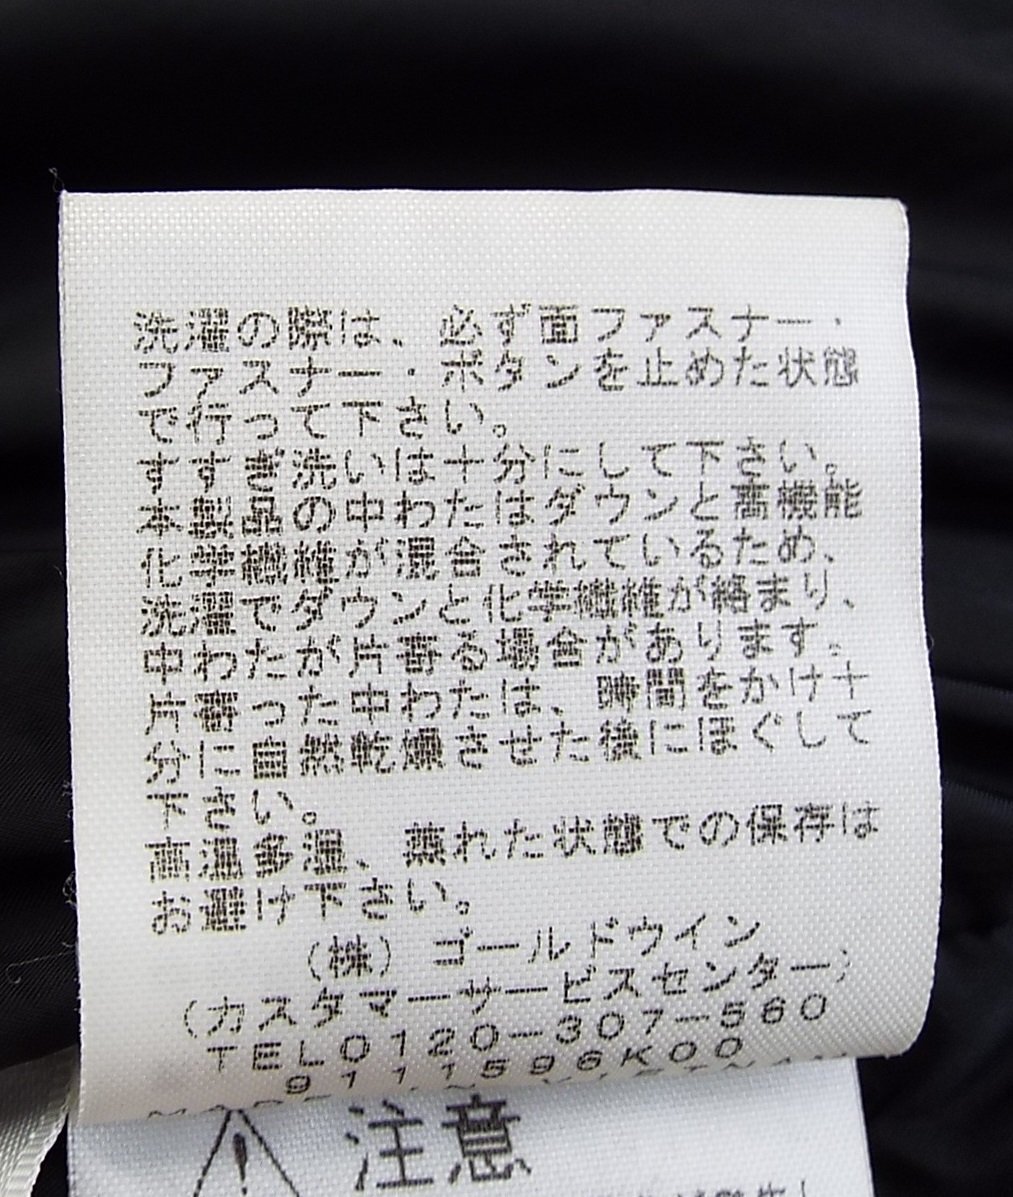 洗濯の際は、必ず面ファスナー・
ファスナー・ボタンを止めた状態
で行って下さい。
すすぎ洗いは十分にして下さい。
本製品の中わたはダウンと高機能
化学繊維が混合されているため、
洗濯でダウンと化学繊維が絡まり、
中わたが片寄る場合があります。
片寄った中わたは、時間をかけ十
分に自然乾燥させた後にほぐして
下さい。
高温多湿、蒸れた状態での保存は
お避け下さい。
(株)ゴールドウイン
(カスタマーサービスセンター)
TEL0120-307-560
9111596K00
注意